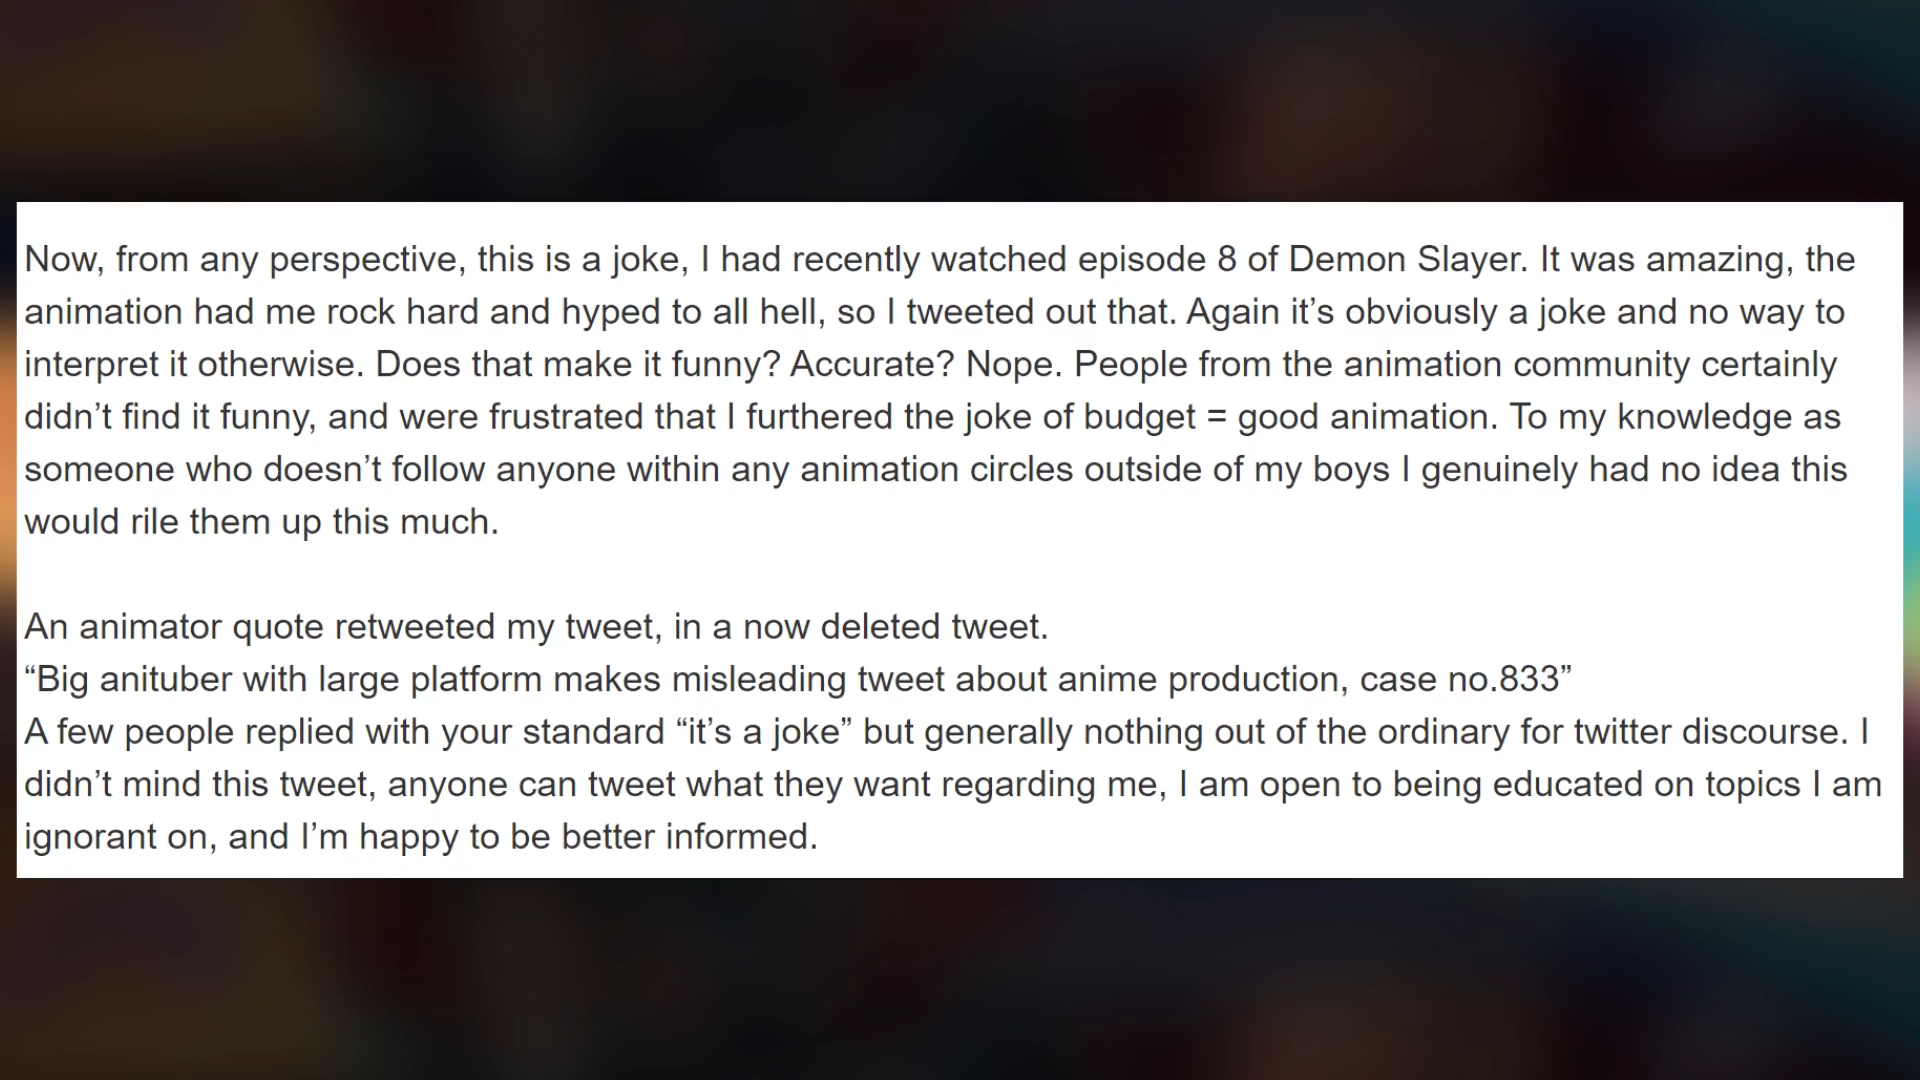 Now, from any perspective, this is a joke, I had recently watched episode 8 of Demon Slayer. It was amazing, the
animation had me rock hard and hyped to all hell, so I tweeted out that. Again it’s obviously a joke and no way to
interpret it otherwise. Does that make it funny? Accurate? Nope. People from the animation community certainly
didn’t find it funny, and were frustrated that I furthered the joke of budget = good animation. To my knowledge as
someone who doesn’t follow anyone within any animation circles outside of my boys I genuinely had no idea this
would rile them up this much.
An animator quote retweeted my tweet, in a now deleted tweet.
“Big anituber with large platform makes misleading tweet about anime production, case no.833”
A few people replied with your standard “it’s a joke” but generally nothing out of the ordinary for twitter discourse. I
didn’t mind this tweet, anyone can tweet what they want regarding me, I am open to being educated on topics I am
ignorant on, and I’m happy to be better informed.